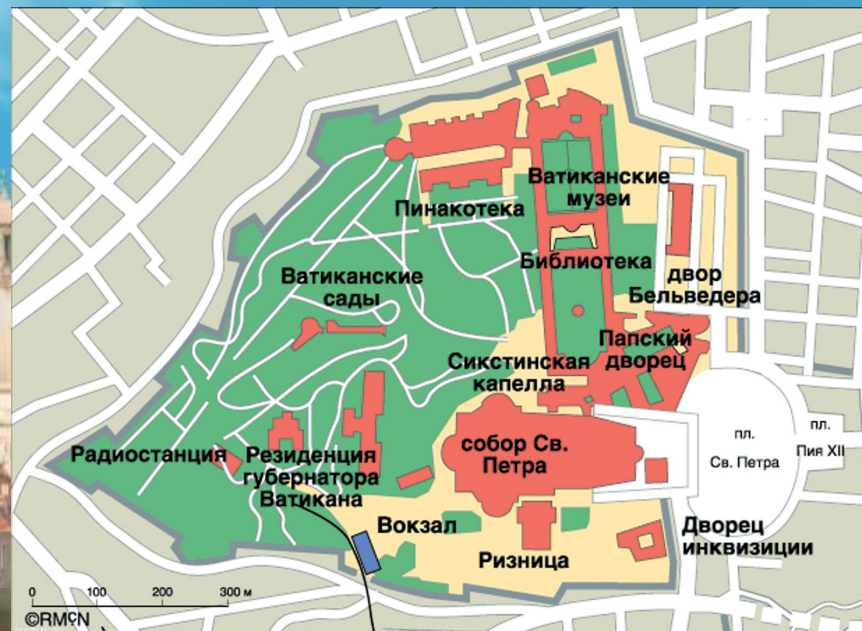 Ватиканские
музеи
Пинакотека
Библиотека
Ватиканские
сады
двор
Бельведера
Папский
дворец
Сикстинская
капелла
собор Св.
Петра
пл.
Св. Петра
пл.
Пия XII
Радиостанция
Резиденция
губернатора
Ватикана
Вокзал
Ризница
Дворец
инквизиции
0 100 200 300 м